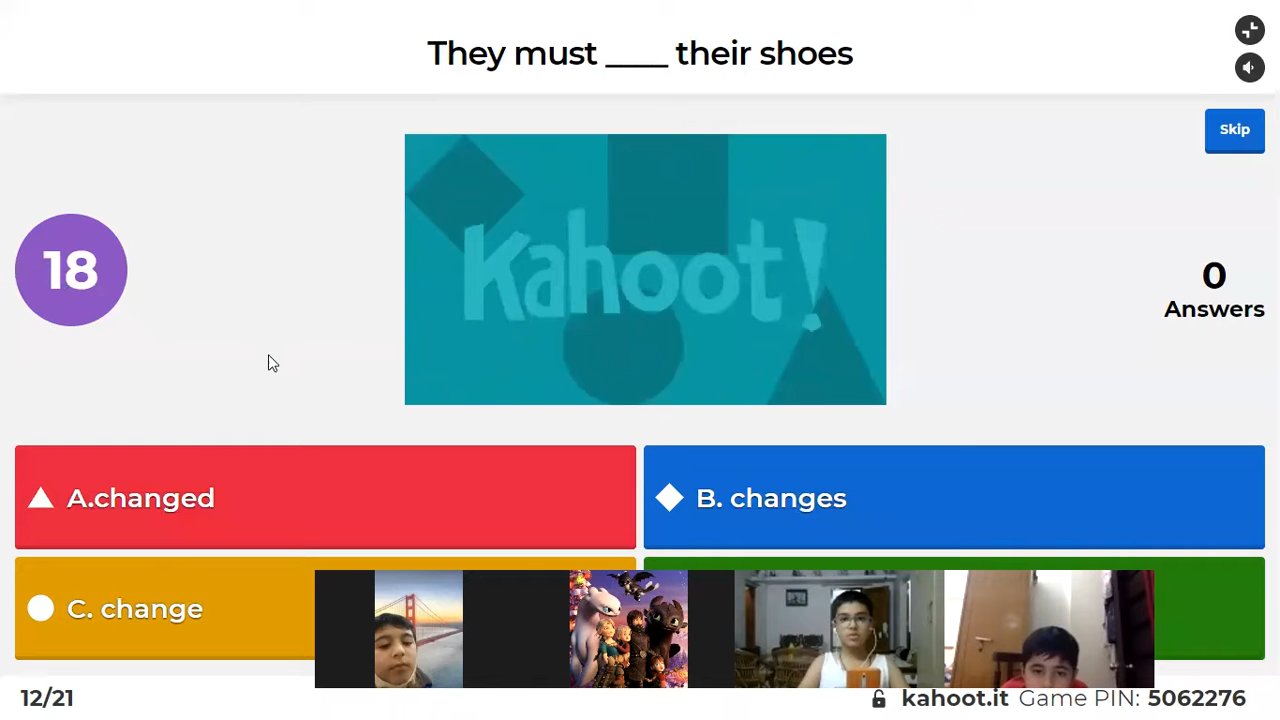 They must ____ their shoes
Skip
Kahoot!
18
0
Answers
A.changed
B. changes
C. change
12/21
kahoot.it Game PIN: 5062276